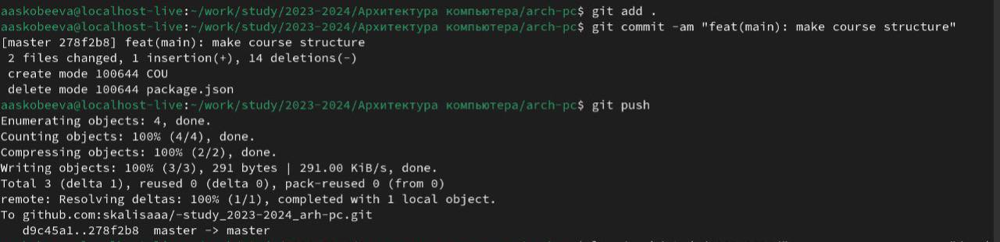 aaskobeeva@localhost-live:~/work/study/2023-2024/Архитектура компьютера/arch-pc$ git add .
aaskobeeva@localhost-live:~/work/study/2023-2024/Архитектура компьютера/arch-pc$ git commit -am "feat(main): make course structure"
[master 278f2b8] feat(main): make course structure
 2 files changed, 1 insertion(+), 14 deletions(-)
 create mode 100644 COU
 delete mode 100644 package.json
aaskobeeva@localhost-live:~/work/study/2023-2024/Архитектура компьютера/arch-pc$ git push
Enumerating objects: 4, done.
Counting objects: 100% (4/4), done.
Compressing objects: 100% (2/2), done.
Writing objects: 100% (3/3), 291 bytes | 291.00 KiB/s, done.
Total 3 (delta 1), reused 0 (delta 0), pack-reused 0 (from 0)
remote: Resolving deltas: 100% (1/1), completed with 1 local object.
To github.com:skalisaaa/-study_2023-2024_arh-pc.git
   d9c45a1..278f2b8  master -> master